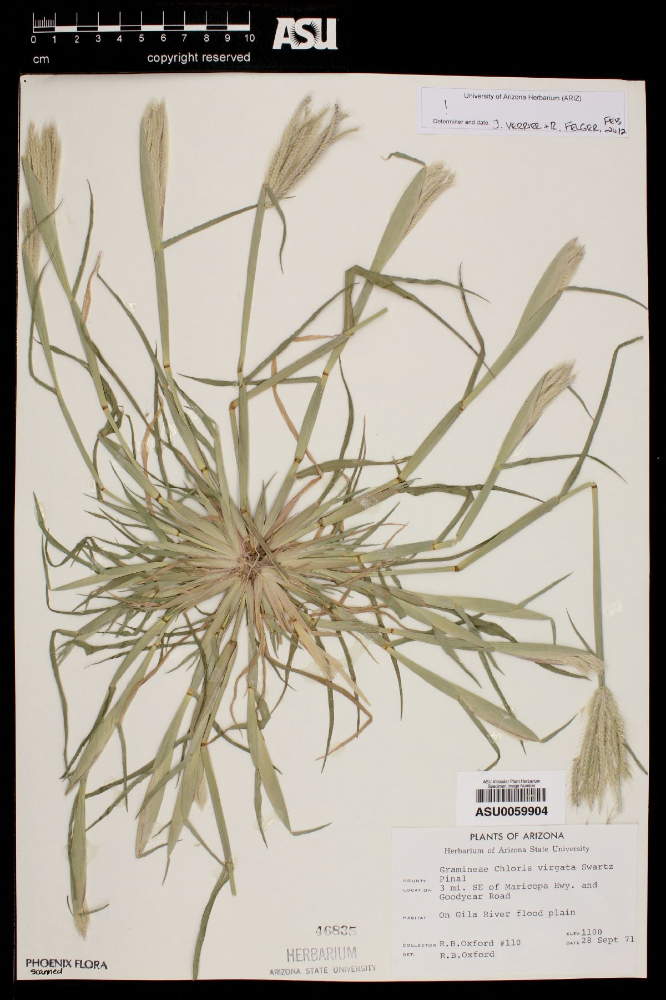 0 1 2 3 4 5 6 7 8 9 10
cm copyright reserved
ASU
University of Arizona Herbarium (ARIZ)
!
Determiner and date: J. VERRIER + R. FELGER, FEB 2012
ASU Vascular Plant Herbarium
Specimen Image Number
ASU0059904
PLANTS OF ARIZONA
Herbarium of Arizona State University
Gramineae Chloris virgata Swartz
COUNTY Pinal
LOCATION 3 mi. SE of Maricopa Hwy. and
Goodyear Road
HABITAT On Gila River flood plain
ELEV. 1100
COLLECTOR R.B.Oxford #110 DATE 28 Sept 71
DET. R.B.Oxford
46835
HERBARIUM
ARIZONA STATE UNIVERSITY
PHOENIX FLORA
scanned